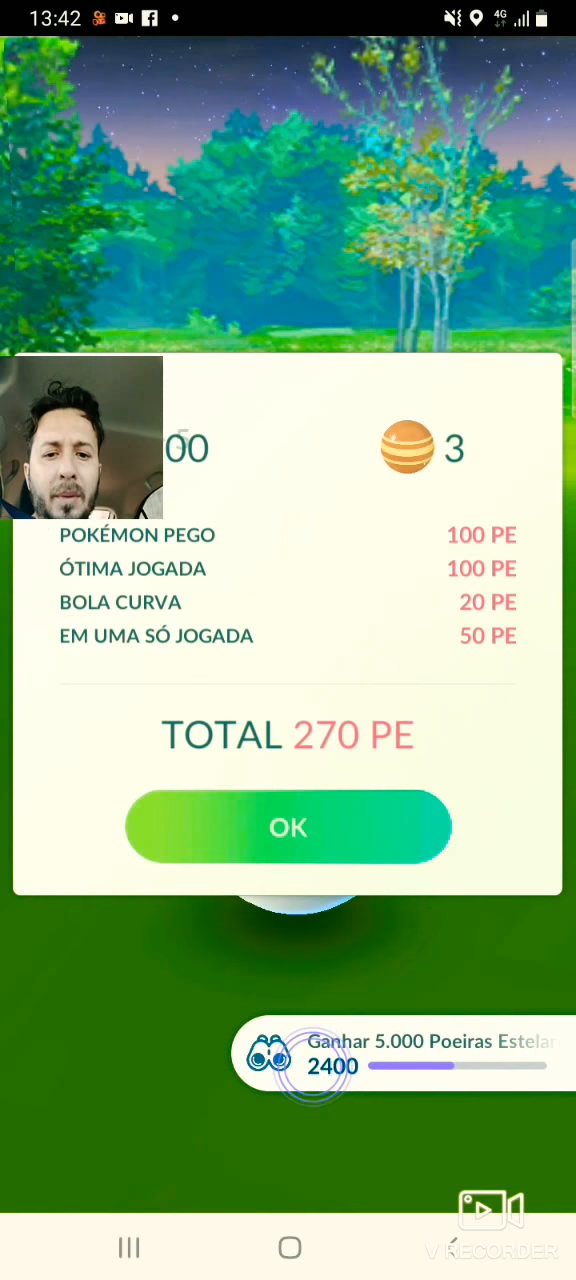 13:42
4G
00
3
POKÉMON PEGO 100 PE
ÓTIMA JOGADA 100 PE
BOLA CURVA 20 PE
EM UMA SÓ JOGADA 50 PE
TOTAL 270 PE
OK
Ganhar 5.000 Poeiras Estelar
2400
V RECORDER